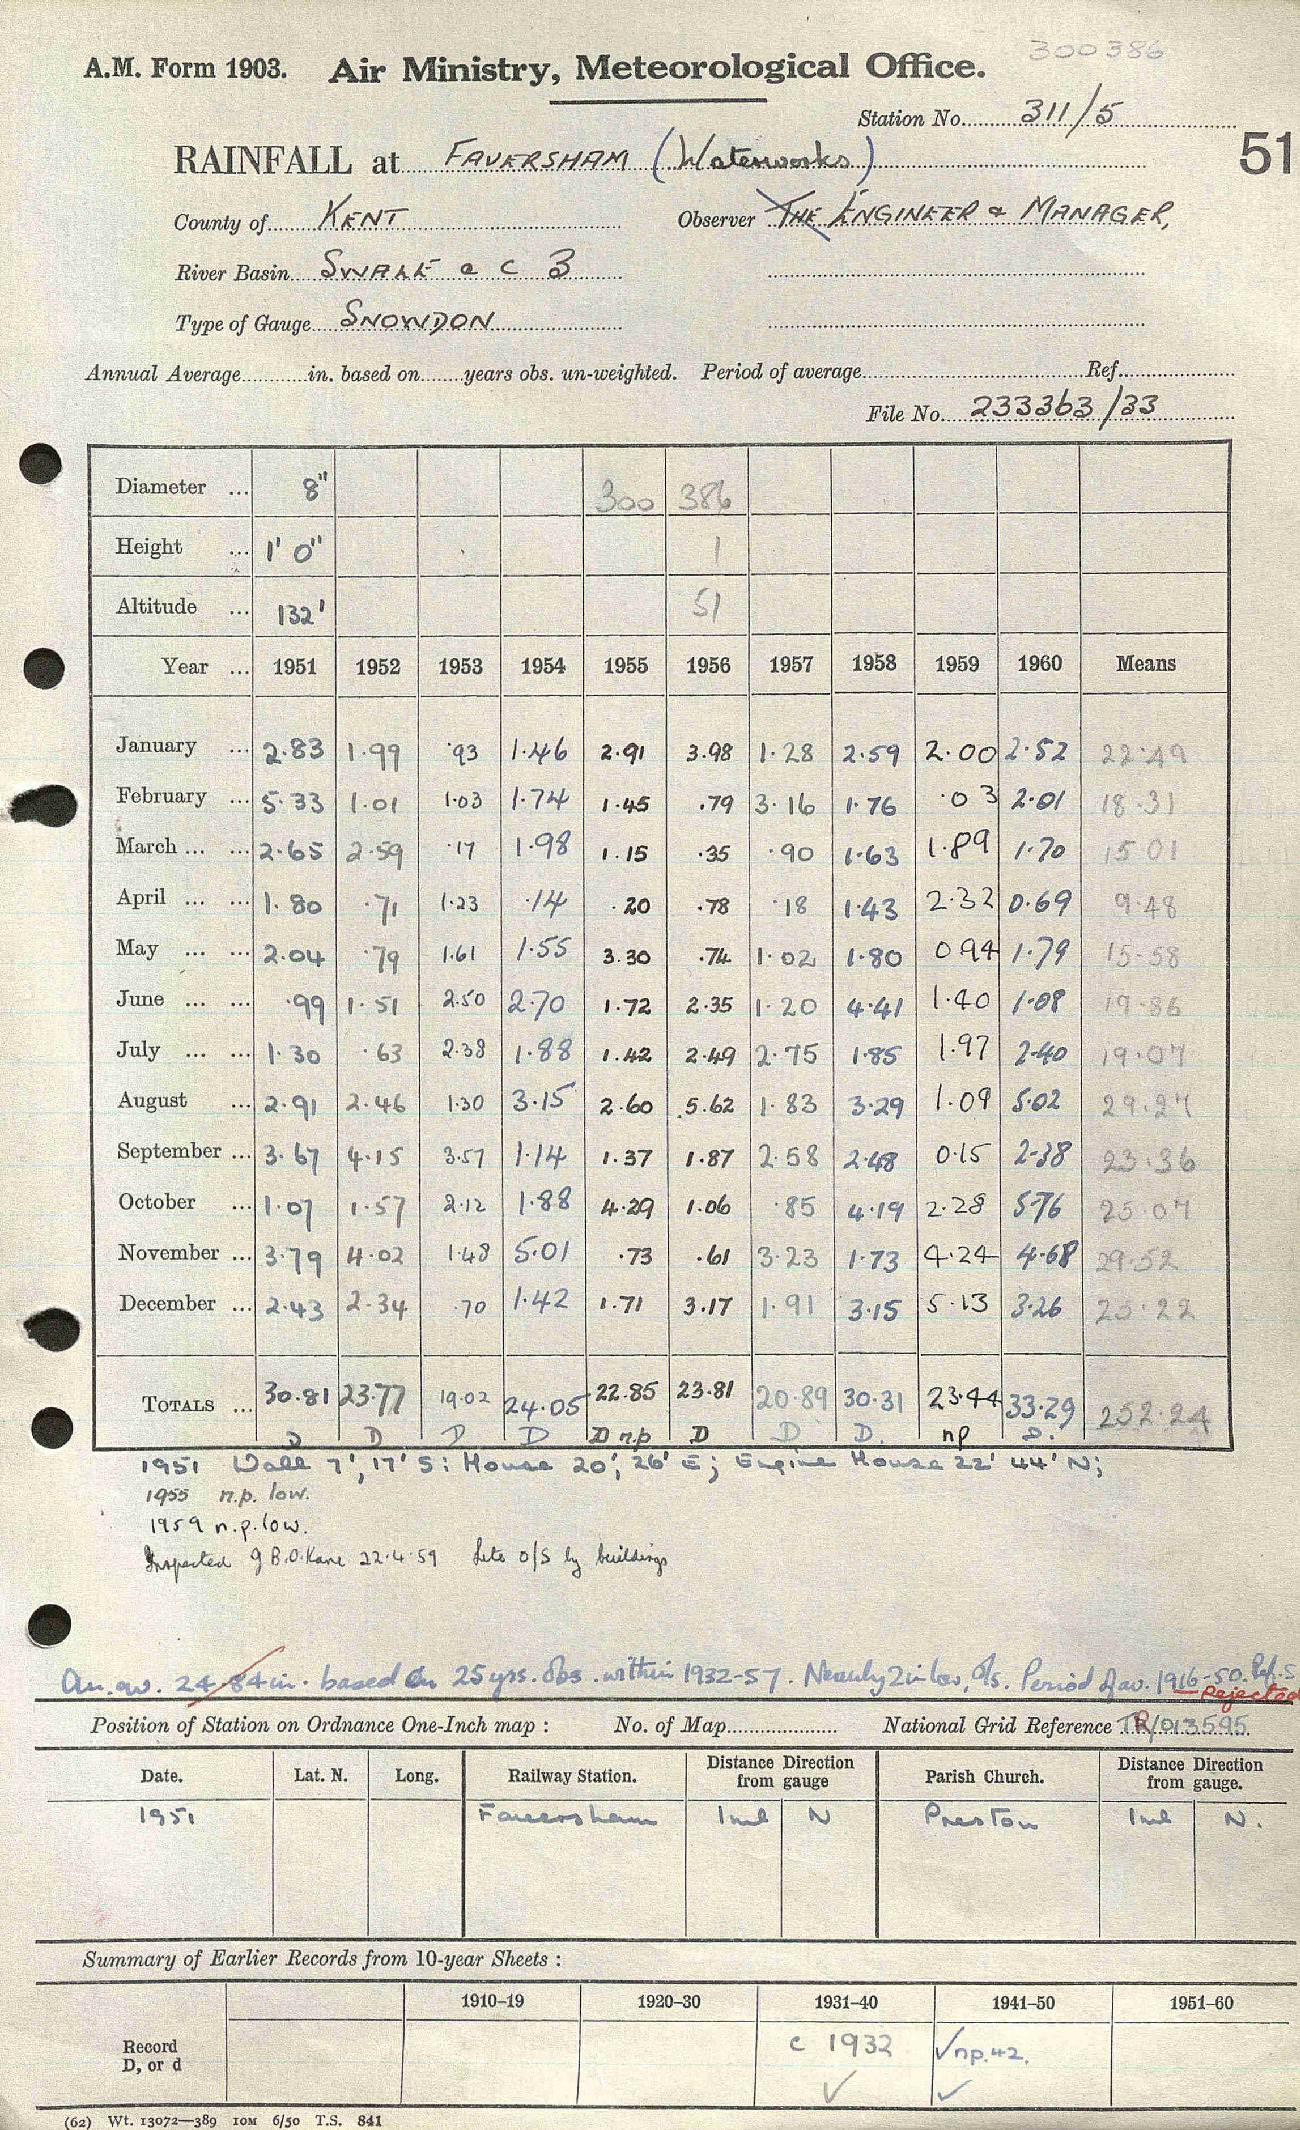 300386
A.M. Form 1903. Air Ministry, Meteorological Office.
Station No. 311/5
51
RAINFALL at FAVERSHAM (Waterworks)
County of KENT Observer THE ENGINEER & MANAGER,
River Basin SWALE & C 3
Type of Gauge SNOWDON
Annual Average in. based on years obs. un-weighted. Period of average Ref.
File No. 233363/33
Diameter ... 8" 300 386
Height ... 1' 0" 1
Altitude ... 132' 51
Year ... 1951 1952 1953 1954 1955 1956 1957 1958 1959 1960 Means
January ... 2.83 1.99 .93 1.46 2.91 3.98 1.28 2.59 2.00 2.52 22.49
February ... 5.33 1.01 1.03 1.74 1.45 .79 3.16 1.76 .03 2.01 18.31
March ... ... 2.65 2.59 .17 1.98 1.15 .35 .90 1.63 1.89 1.70 15.01
April ... ... 1.80 .71 1.23 .14 .20 .78 .18 1.43 2.32 0.69 9.48
May ... ... 2.04 .79 1.61 1.55 3.30 .74 1.02 1.80 0.94 1.79 15.58
June ... ... .99 1.51 2.50 2.70 1.72 2.35 1.20 4.41 1.40 1.08 19.86
July ... ... 1.30 .63 2.38 1.88 1.42 2.49 2.75 1.85 1.97 2.40 19.07
August ... 2.91 2.46 1.30 3.15 2.60 5.62 1.83 3.29 1.09 5.02 29.27
September ... 3.67 4.15 3.57 1.14 1.37 1.87 2.58 2.48 0.15 2.38 23.36
October ... 1.07 1.57 2.12 1.88 4.29 1.06 .85 4.19 2.28 5.76 25.07
November ... 3.79 4.02 1.48 5.01 .73 .61 3.23 1.73 4.24 4.68 29.52
December ... 2.43 2.34 .70 1.42 1.71 3.17 1.91 3.15 5.13 3.26 25.22
TOTALS ... 30.81 23.77 19.02 24.05 22.85 23.81 20.89 30.31 23.44 33.29 252.24
D D D D D n.p D D D. np D.
1951 Wall 7', 17' S: House 20', 26' E; Engine House 22' 44' N;
1955 n.p. low.
1959 n.p. low.
Inspected J B.O.Kane 22.4.59 Site o/s by buildings
An. av. 24.84 in. based on 25 yrs. obs. within 1932-57. Nearly 2 in low, o/s. Period of av. 1916-50. Ref. S
Rejected
Position of Station on Ordnance One-Inch map : No. of Map National Grid Reference TR/013595
Date. Lat. N. Long. Railway Station. Distance from gauge Direction Parish Church. Distance from gauge. Direction
1951 Faversham 1ml N Preston 1ml N.
Summary of Earlier Records from 10-year Sheets :
1910–19 1920–30 1931–40 1941–50 1951–60
Record D, or d c 1932 ✓ ✓ np.42. ✓
(62) Wt. 13072—389 10M 6/50 T.S. 841